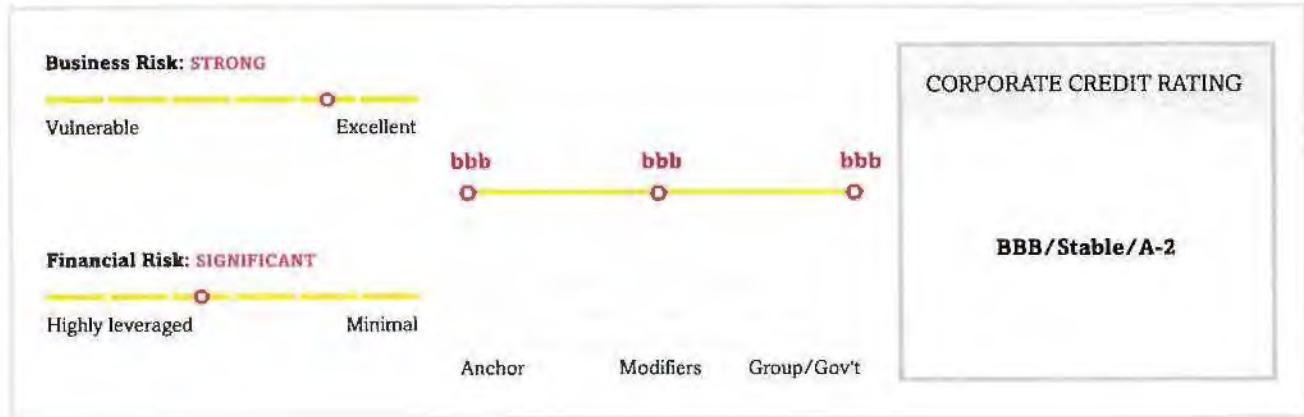 Business Risk: STRONG
Vulnerable Excellent
Financial Risk: SIGNIFICANT
Highly leveraged Minimal
bbb bbb bbb
Anchor Modifiers Group/Gov't
CORPORATE CREDIT RATING
BBB/Stable/A-2